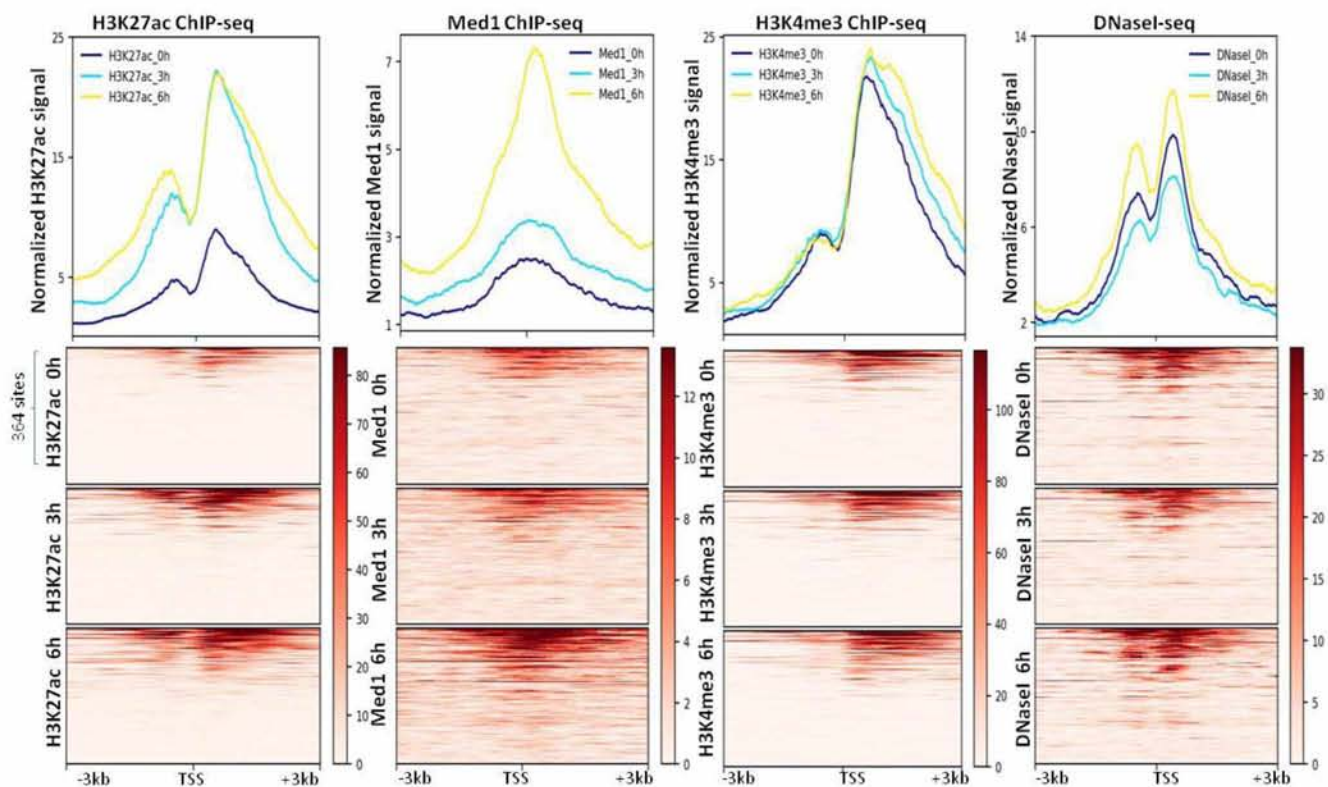 H3K27ac ChIP-seq
Med1 ChIP-seq
H3K4me3 ChIP-seq
DNaseI-seq
Normalized H3K27ac signal
25
15
5
H3K27ac_0h
H3K27ac_3h
H3K27ac_6h
Normalized Med1 signal
7
5
3
1
Med1_0h
Med1_3h
Med1_6h
Normalized H3K4me3 signal
25
15
5
H3K4me3_0h
H3K4me3_3h
H3K4me3_6h
Normalized DNaseI signal
14
10
6
2
DNaseI_0h
DNaseI_3h
DNaseI_6h
364 sites
H3K27ac 0h
H3K27ac 3h
H3K27ac 6h
80
70
60
50
40
30
20
10
0
-3kb TSS +3kb
Med1 0h
Med1 3h
Med1 6h
12
10
8
6
4
2
0
-3kb TSS +3kb
H3K4me3 0h
H3K4me3 3h
H3K4me3 6h
100
80
60
40
20
0
-3kb TSS +3kb
DNaseI 0h
DNaseI 3h
DNaseI 6h
30
25
20
15
10
5
0
-3kb TSS +3kb